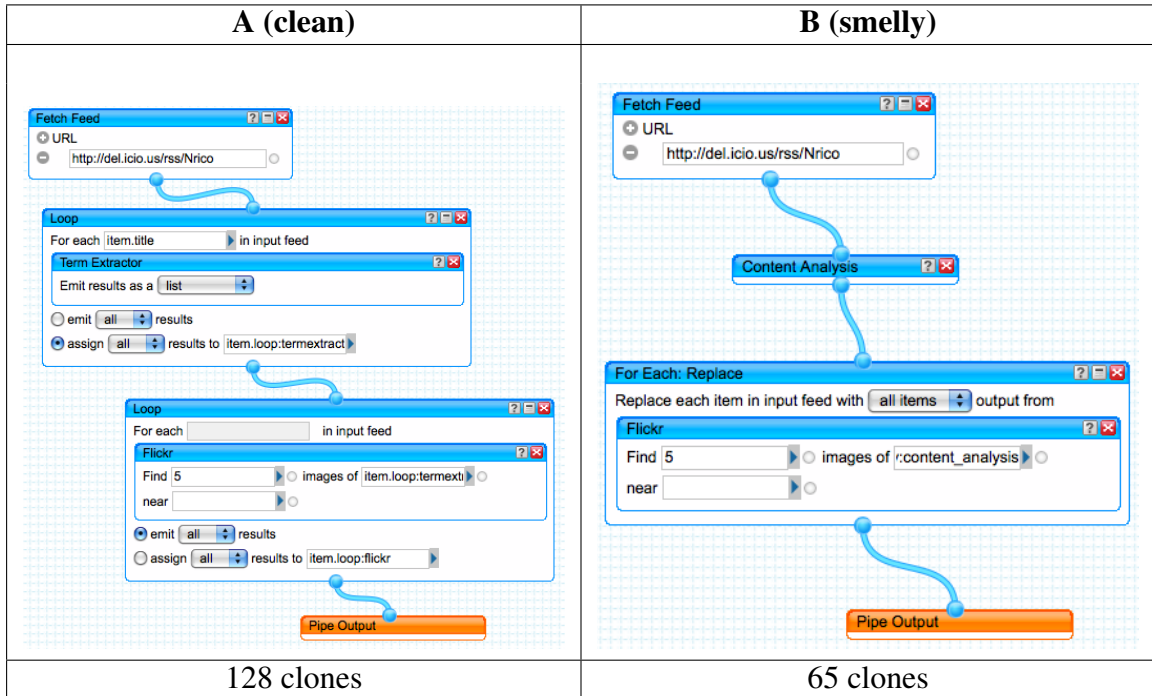 A (clean)
B (smelly)
Fetch Feed
URL
http://del.icio.us/rss/Nrico
Loop
For each item.title in input feed
Term Extractor
Emit results as a list
emit all results
assign all results to item.loop:termextract
Loop
For each in input feed
Flickr
Find 5 images of item.loop:termext
near
emit all results
assign all results to item.loop:flickr
Pipe Output
Fetch Feed
URL
http://del.icio.us/rss/Nrico
Content Analysis
For Each: Replace
Replace each item in input feed with all items output from
Flickr
Find 5 images of :content_analysis
near
Pipe Output
128 clones
65 clones